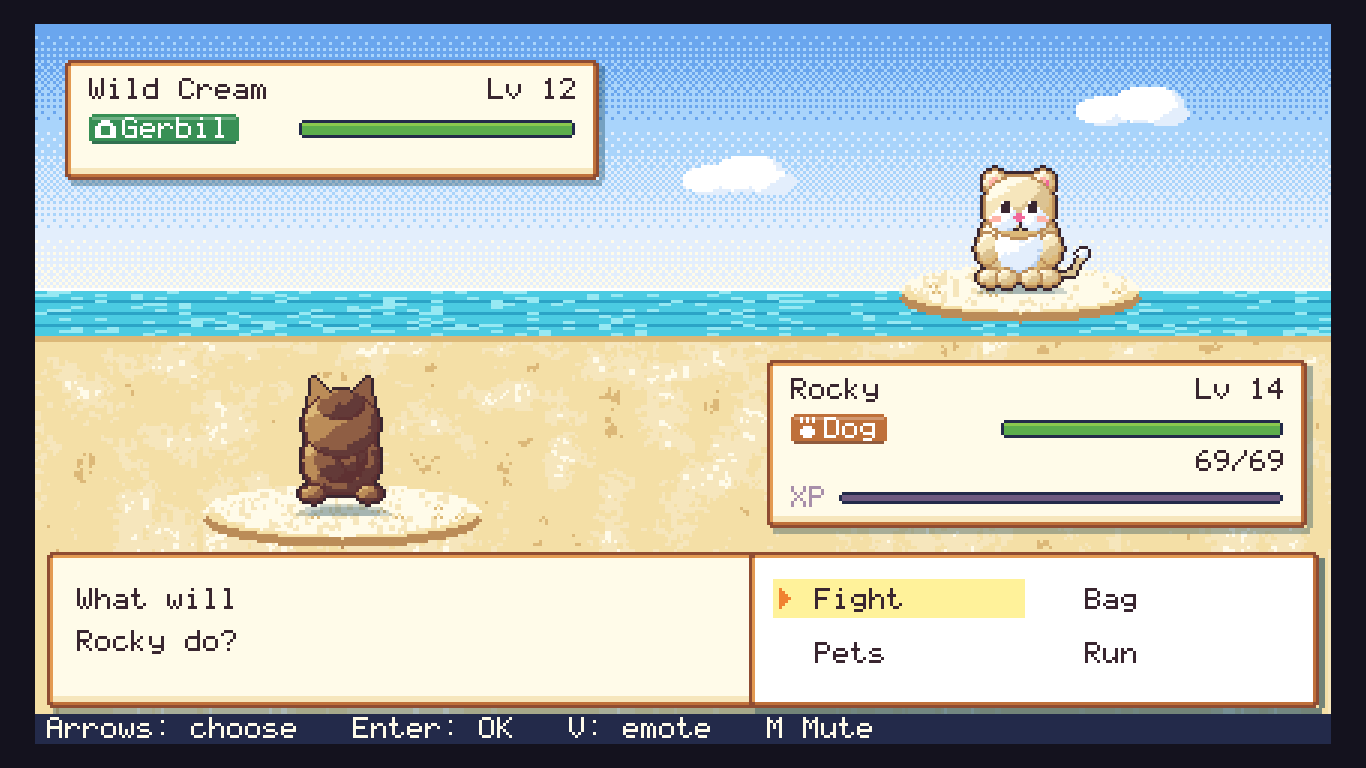 Wild Cream Lv 12
Gerbil
Rocky Lv 14
Dog
69/69
XP
What will
Rocky do?
Fight Bag
Pets Run
Arrows: choose Enter: OK V: emote M Mute